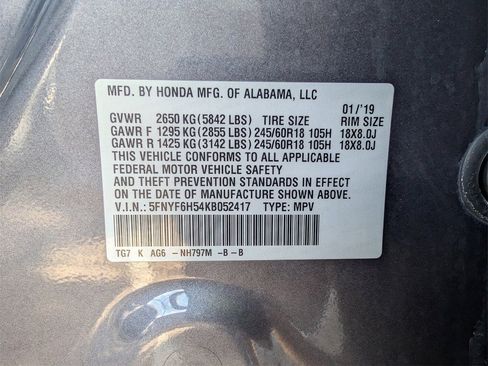 MFD. BY HONDA MFG. OF ALABAMA, LLC
01/'19
GVWR 2650 KG (5842 LBS) TIRE SIZE RIM SIZE
GAWR F 1295 KG (2855 LBS) 245/60R18 105H 18X8.0J
GAWR R 1425 KG (3142 LBS) 245/60R18 105H 18X8.0J
THIS VEHICLE CONFORMS TO ALL APPLICABLE
FEDERAL MOTOR VEHICLE SAFETY
AND THEFT PREVENTION STANDARDS IN EFFECT
ON THE DATE OF MANUFACTURE SHOWN ABOVE.
V.I.N.: 5FNYF6H54KB052417 TYPE: MPV
TG7 K AG6 -NH797M -B -B